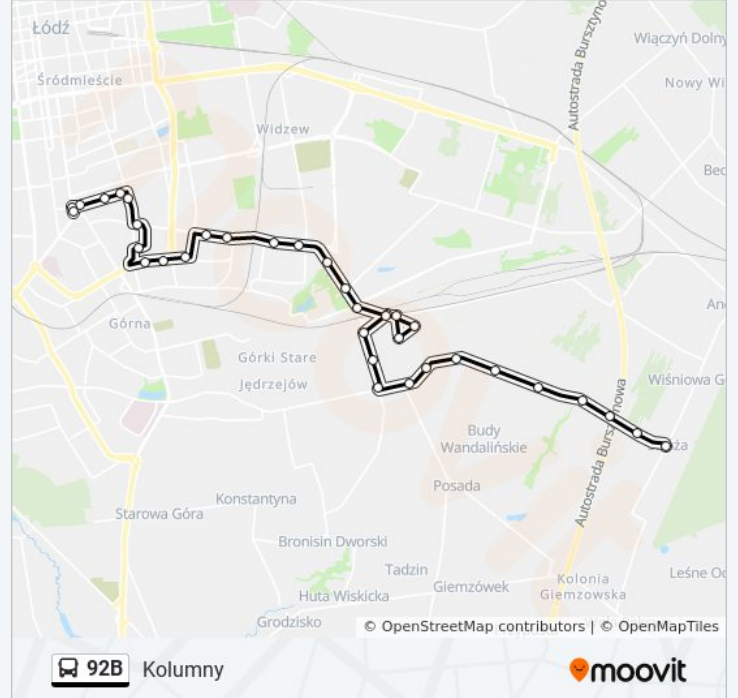 Łódź
Autostrada Bursztyno
Wiączyń Dolny
Śródmieście
Nowy Wi
Widzew
Bec
An
Górna
Górki Stare
Jędrzejów
Wiśniowa G
Autostrada Bursztynowa
Budy
Wandalińskie
Posada
Konstantyna
Starowa Góra
Bronisin Dworski
Tadzin
Giemzówek
Kolonia
Giemzowska
Leśne Od
Huta Wiskicka
Grodzisko
© OpenStreetMap contributors | © OpenMapTiles
92B Kolumny
moovit